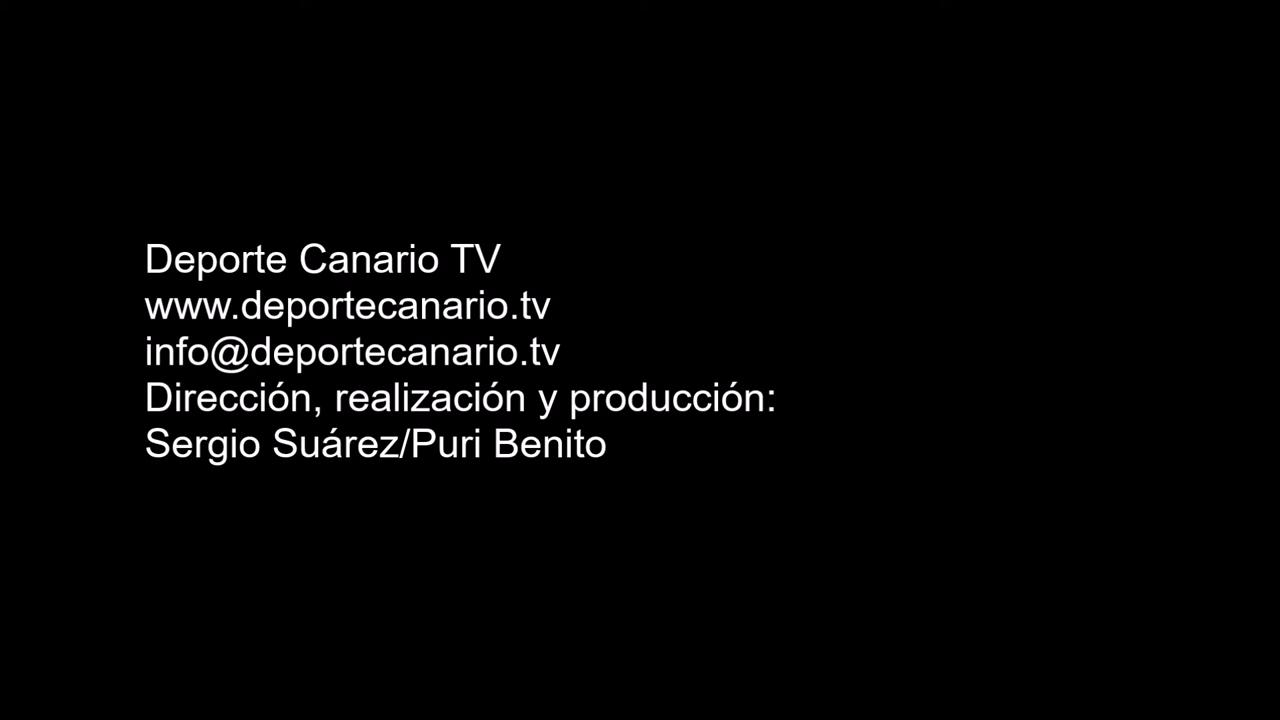 Deporte Canario TV
www.deportecanario.tv
info@deportecanario.tv
Dirección, realización y producción:
Sergio Suárez/Puri Benito